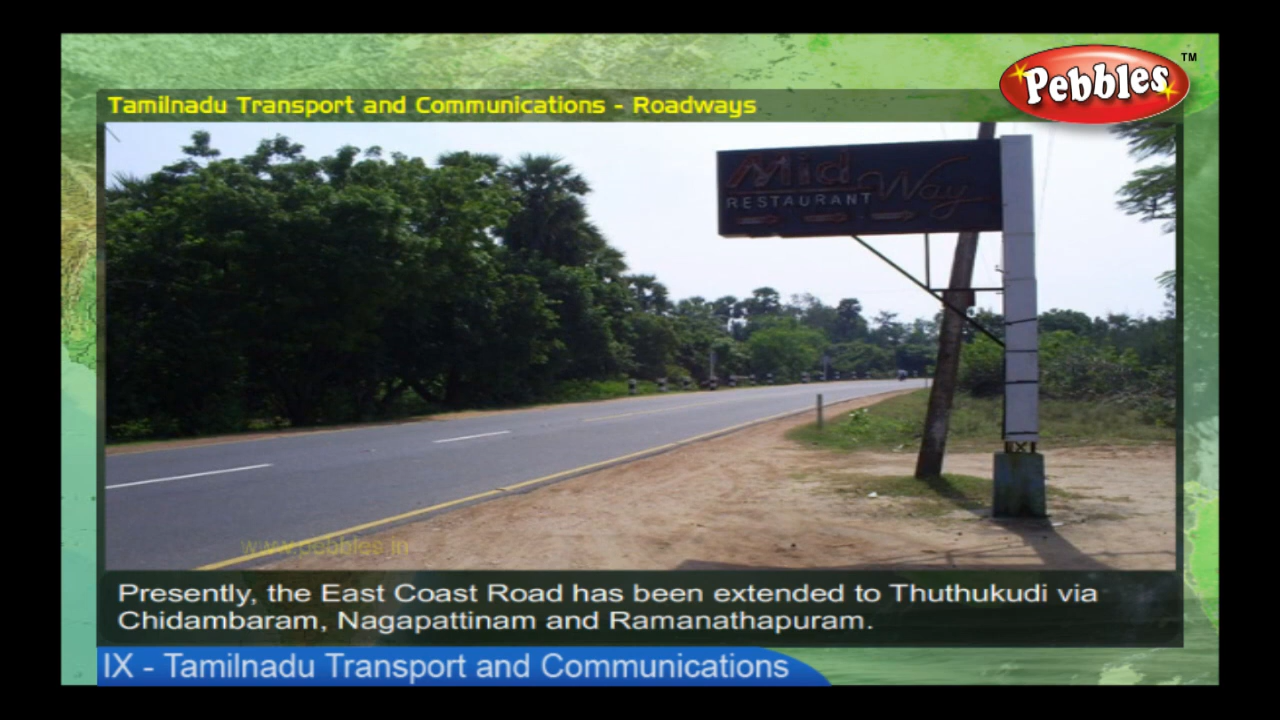 Pebbles TM
Tamilnadu Transport and Communications - Roadways
Mid Way
RESTAURANT
www.pebbles.in
Presently, the East Coast Road has been extended to Thuthukudi via
Chidambaram, Nagapattinam and Ramanathapuram.
IX - Tamilnadu Transport and Communications